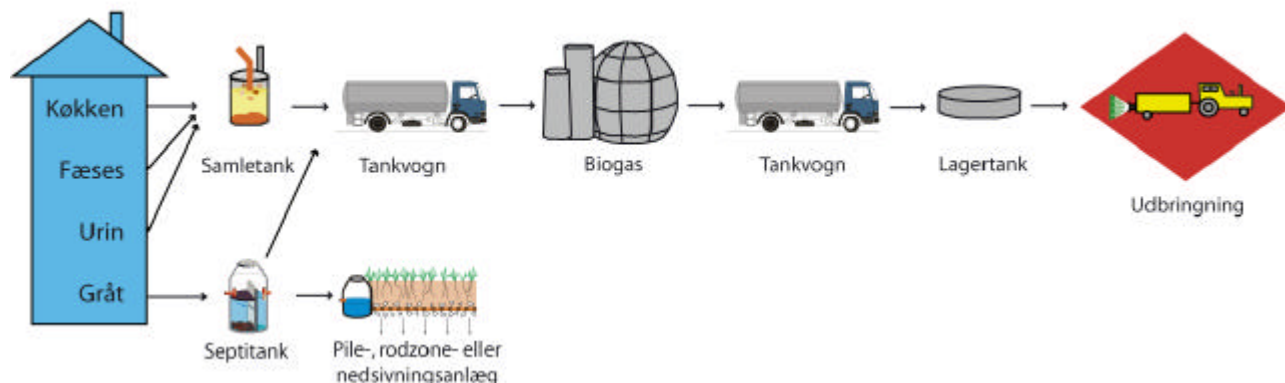 Køkken
Fæses
Urin
Gråt
Samletank
Tankvogn
Biogas
Tankvogn
Lagertank
Udbringning
Septitank
Pile-, rodzone- eller
nedsivningsanlæg